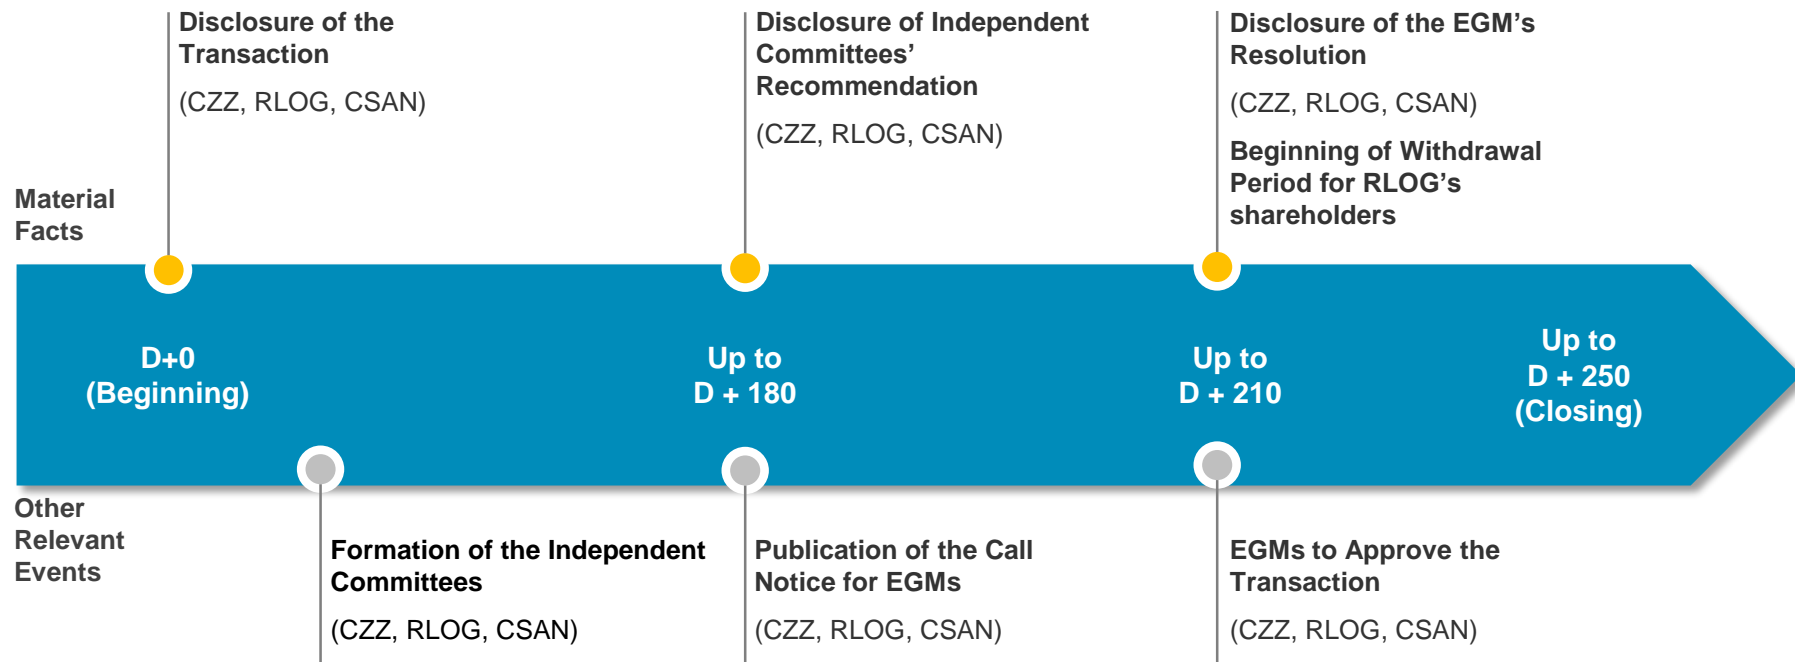 Disclosure of the
Transaction
(CZZ, RLOG, CSAN)
Disclosure of Independent
Committees’
Recommendation
(CZZ, RLOG, CSAN)
Disclosure of the EGM’s
Resolution
(CZZ, RLOG, CSAN)
Beginning of Withdrawal
Period for RLOG’s
shareholders
Material
Facts
D+0
(Beginning)
Up to
D + 180
Up to
D + 210
Up to
D + 250
(Closing)
Other
Relevant
Events
Formation of the Independent
Committees
(CZZ, RLOG, CSAN)
Publication of the Call
Notice for EGMs
(CZZ, RLOG, CSAN)
EGMs to Approve the
Transaction
(CZZ, RLOG, CSAN)